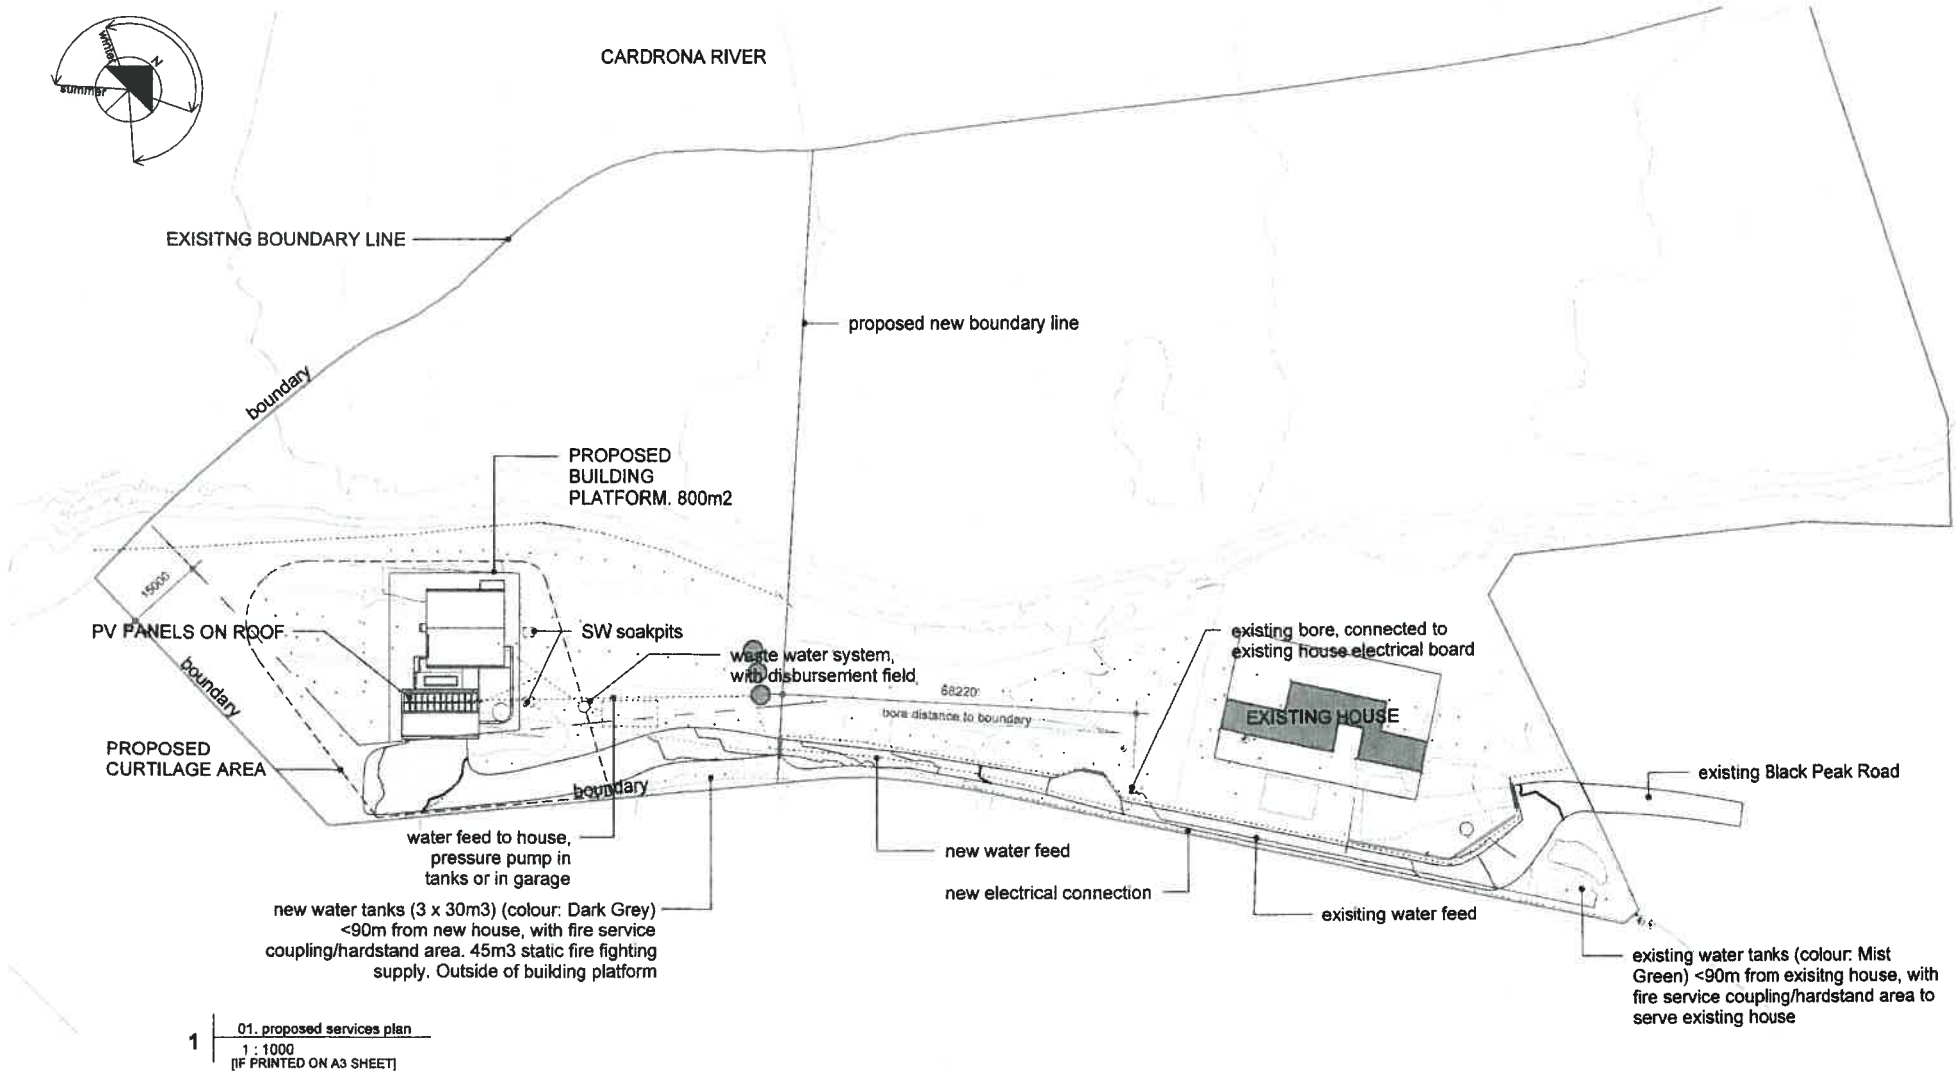 winter
N
summer
CARDRONA RIVER
EXISITNG BOUNDARY LINE
proposed new boundary line
boundary
PROPOSED
BUILDING
PLATFORM. 800m2
15000
PV PANELS ON ROOF
SW soakpits
waste water system,
with disbursement field
existing bore, connected to
existing house electrical board
boundary
68220
bore distance to boundary
EXISTING HOUSE
PROPOSED
CURTILAGE AREA
existing Black Peak Road
boundary
water feed to house,
pressure pump in
tanks or in garage
new water feed
new electrical connection
new water tanks (3 x 30m3) (colour: Dark Grey)
<90m from new house, with fire service
coupling/hardstand area. 45m3 static fire fighting
supply. Outside of building platform
exisiting water feed
existing water tanks (colour: Mist
Green) <90m from exisitng house, with
fire service coupling/hardstand area to
serve existing house
1
01. proposed services plan
1 : 1000
[IF PRINTED ON A3 SHEET]